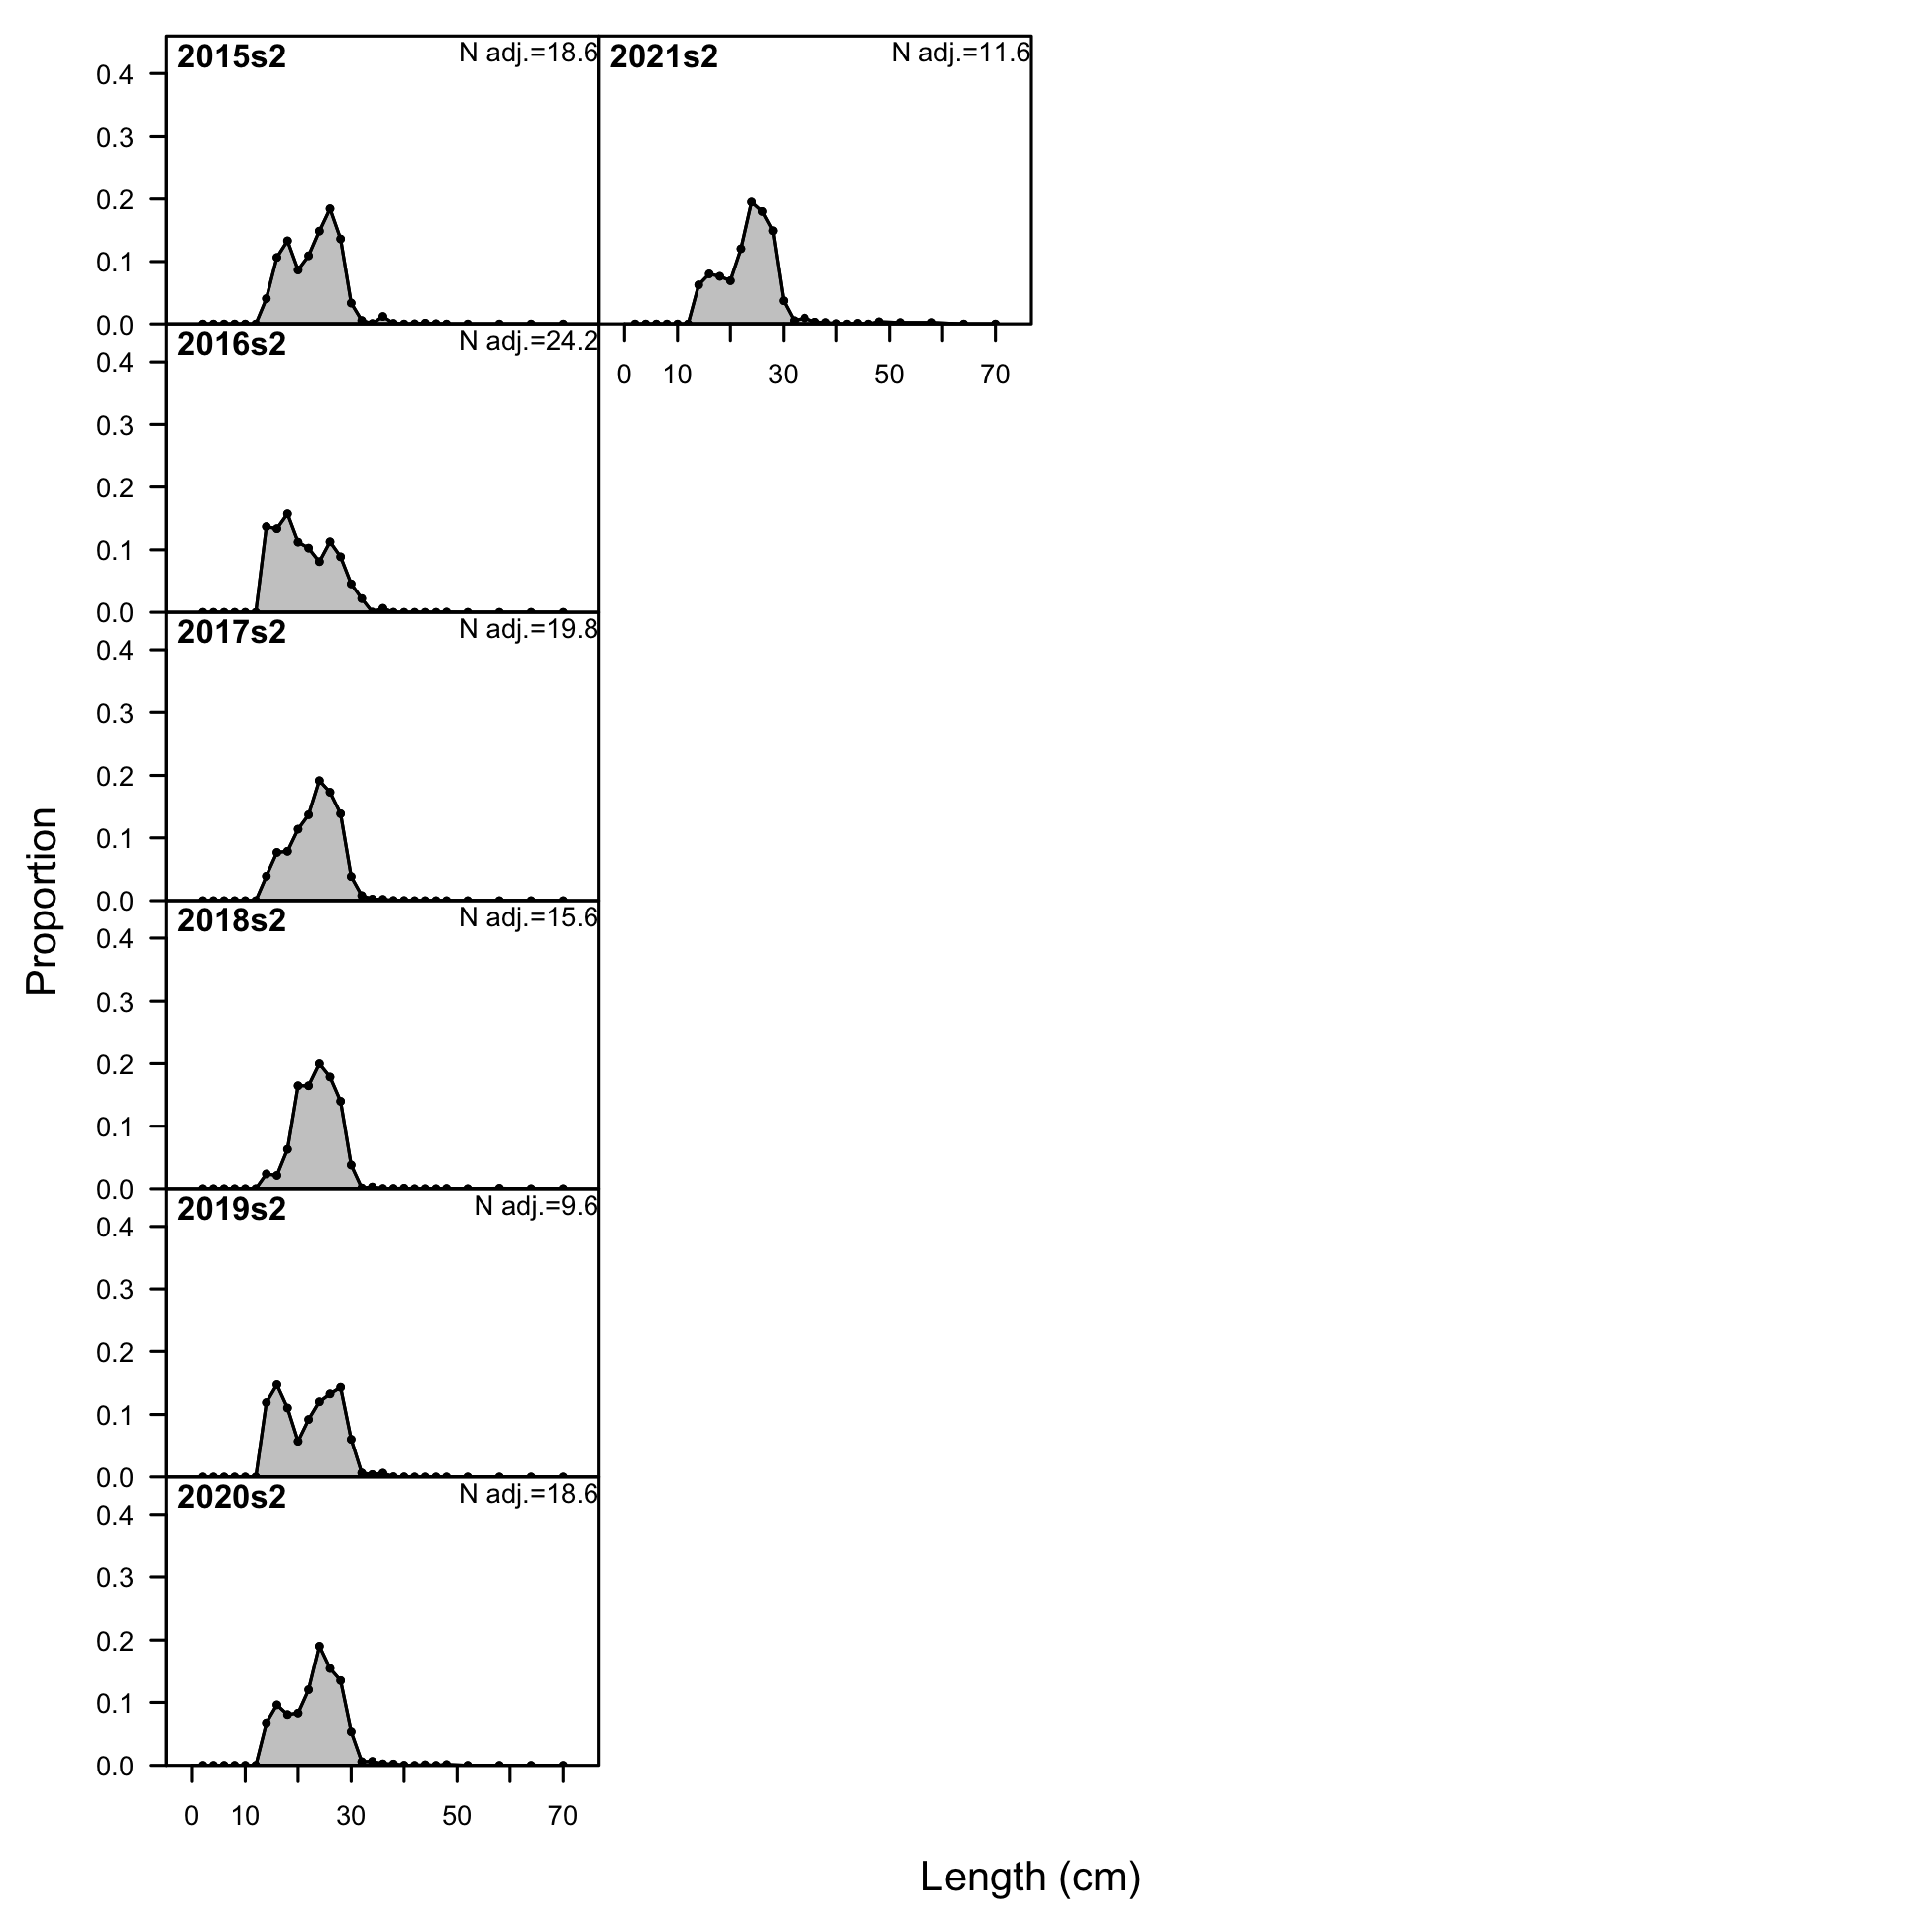 2015s2 N adj.=18.6
0.4
0.3
0.2
0.1
0.0
2021s2 N adj.=11.6
0 10 30 50 70
2016s2 N adj.=24.2
0.4
0.3
0.2
0.1
0.0
2017s2 N adj.=19.8
0.4
0.3
0.2
0.1
0.0
2018s2 N adj.=15.6
0.4
0.3
0.2
0.1
0.0
2019s2 N adj.=9.6
0.4
0.3
0.2
0.1
0.0
2020s2 N adj.=18.6
0.4
0.3
0.2
0.1
0.0
0 10 30 50 70
Proportion
Length (cm)